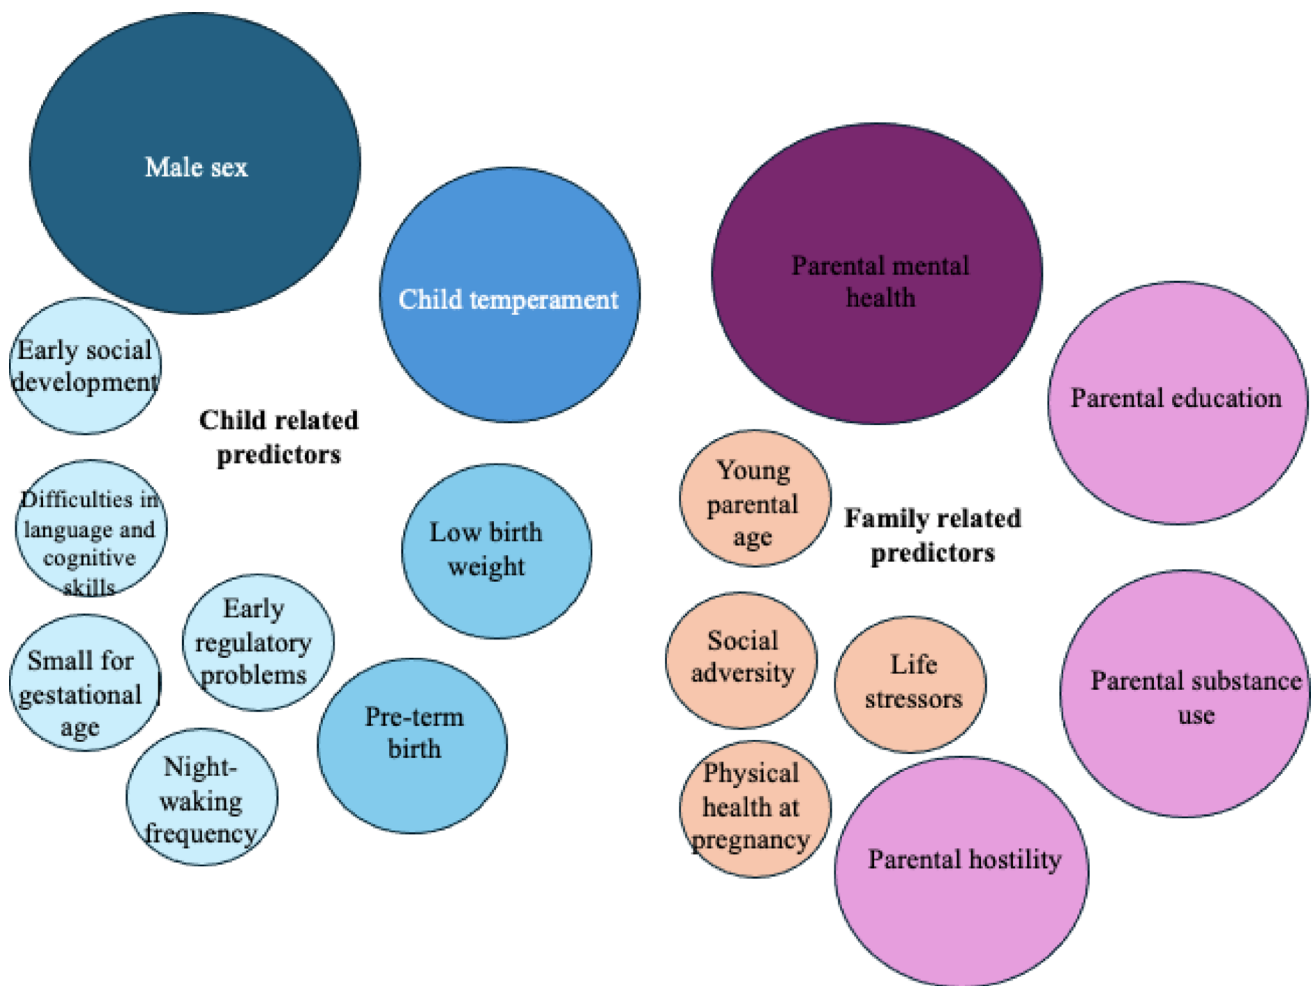 Male sex
Child temperament
Early social
development
Child related
predictors
Difficulties in
language and
cognitive
skills
Low birth
weight
Early
regulatory
problems
Small for
gestational
age
Pre-term
birth
Night-
waking
frequency
Parental mental
health
Parental education
Young
parental
age
Family related
predictors
Social
adversity
Life
stressors
Parental substance
use
Physical
health at
pregnancy
Parental hostility